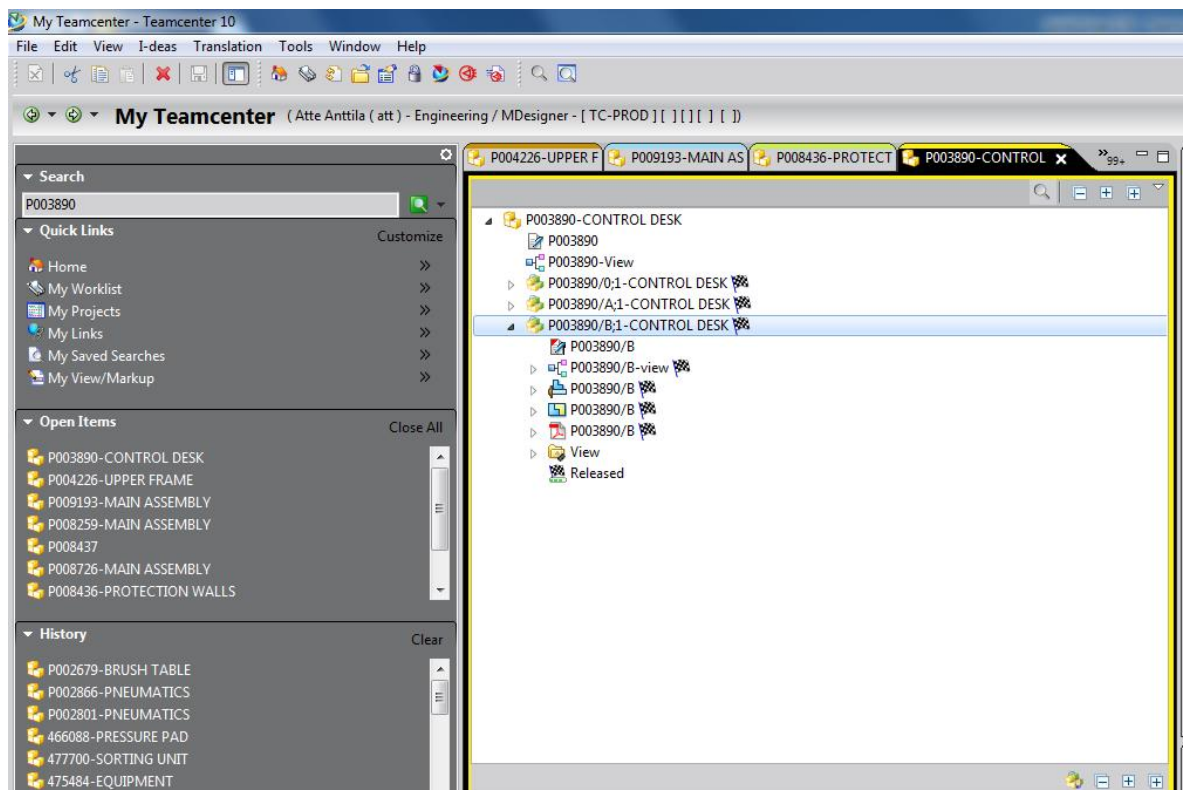 My Teamcenter - Teamcenter 10
File Edit View I-deas Translation Tools Window Help
My Teamcenter ( Atte Anttila ( att ) - Engineering / MDesigner - [ TC-PROD ] [ ] [ ] [ ] [ ])
Search
P003890
Quick Links Customize
Home »
My Worklist »
My Projects »
My Links »
My Saved Searches »
My View/Markup »
Open Items Close All
P003890-CONTROL DESK
P004226-UPPER FRAME
P009193-MAIN ASSEMBLY
P008259-MAIN ASSEMBLY
P008437
P008726-MAIN ASSEMBLY
P008436-PROTECTION WALLS
History Clear
P002679-BRUSH TABLE
P002866-PNEUMATICS
P002801-PNEUMATICS
466088-PRESSURE PAD
477700-SORTING UNIT
475484-EQUIPMENT
P004226-UPPER F P009193-MAIN AS P008436-PROTECT P003890-CONTROL »99+
P003890-CONTROL DESK
P003890
P003890-View
P003890/0;1-CONTROL DESK
P003890/A;1-CONTROL DESK
P003890/B;1-CONTROL DESK
P003890/B
P003890/B-view
P003890/B
P003890/B
P003890/B
View
Released